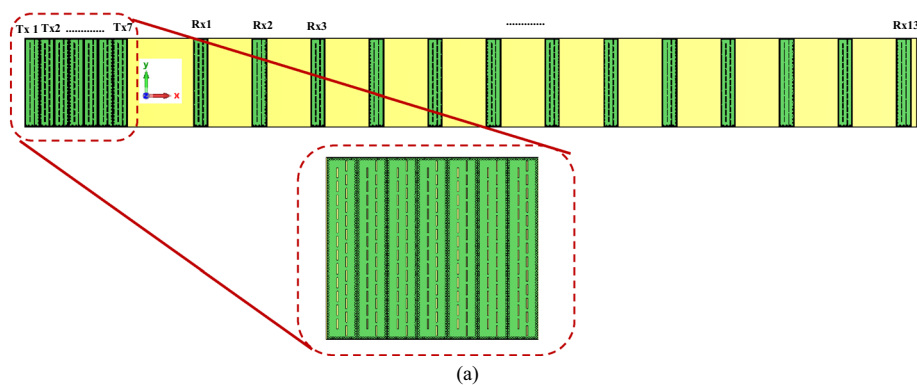 Tx 1 Tx2 ............. Tx7 Rx1 Rx2 Rx3 ............. Rx13
y
x
(a)